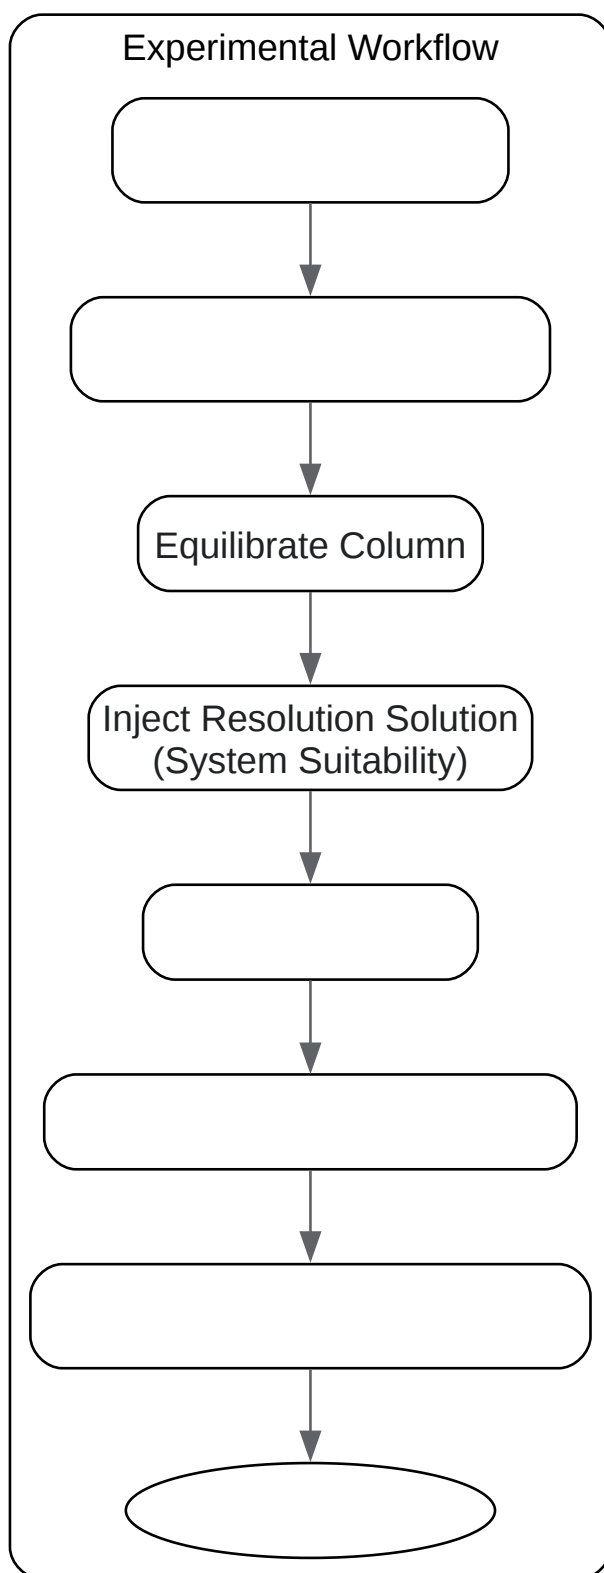 Experimental Workflow
Equilibrate Column
Inject Resolution Solution
(System Suitability)